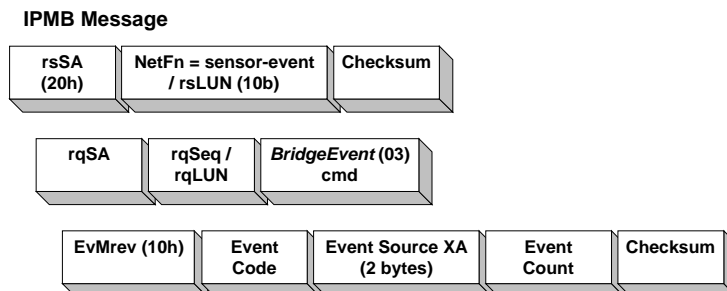 IPMB Message
rsSA
(20h)
NetFn = sensor-event
/ rsLUN (10b)
Checksum
rqSA
rqSeq /
rqLUN
BridgeEvent (03)
cmd
EvMrev (10h)
Event
Code
Event Source XA
(2 bytes)
Event
Count
Checksum